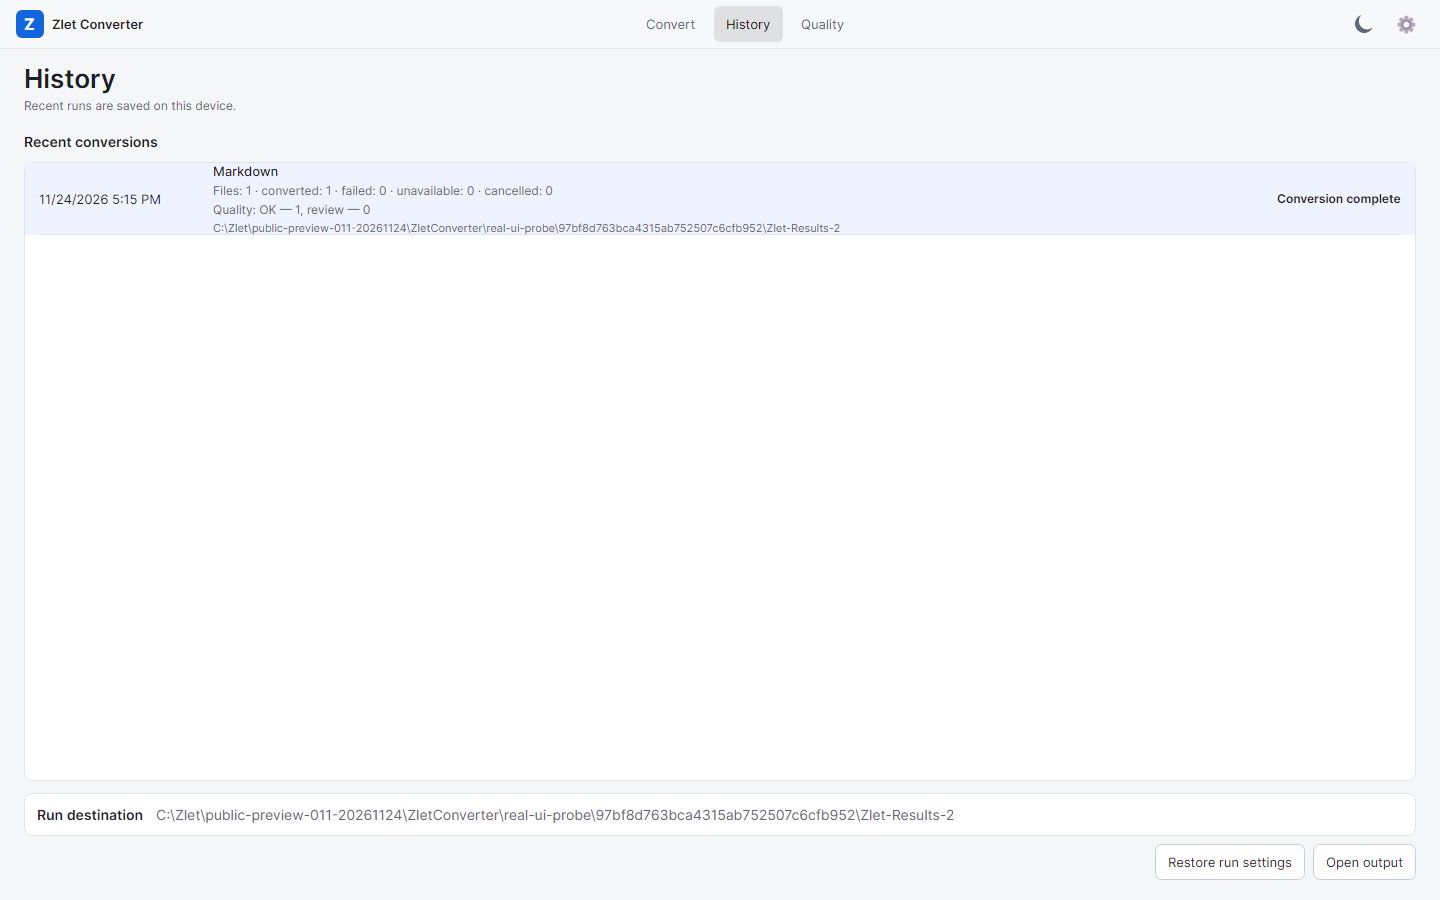 Z Zlet Converter
Convert
History
Quality
History
Recent runs are saved on this device.
Recent conversions
11/24/2026 5:15 PM
Markdown
Files: 1 · converted: 1 · failed: 0 · unavailable: 0 · cancelled: 0
Quality: OK — 1, review — 0
C:\Zlet\public-preview-011-20261124\ZletConverter\real-ui-probe\97bf8d763bca4315ab752507c6cfb952\Zlet-Results-2
Conversion complete
Run destination C:\Zlet\public-preview-011-20261124\ZletConverter\real-ui-probe\97bf8d763bca4315ab752507c6cfb952\Zlet-Results-2
Restore run settings
Open output